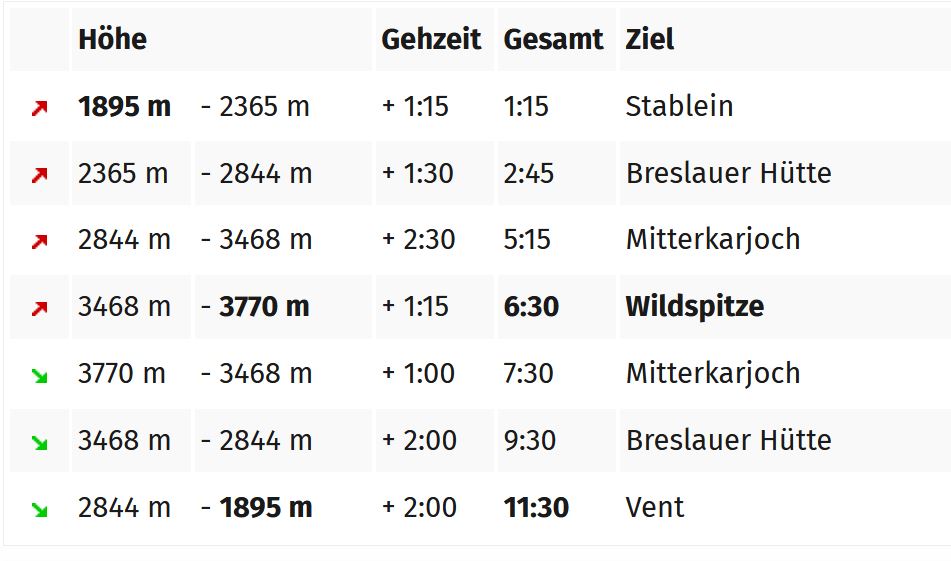 Höhe Gehzeit Gesamt Ziel
1895 m - 2365 m + 1:15 1:15 Stablein
2365 m - 2844 m + 1:30 2:45 Breslauer Hütte
2844 m - 3468 m + 2:30 5:15 Mitterkarjoch
3468 m - 3770 m + 1:15 6:30 Wildspitze
3770 m - 3468 m + 1:00 7:30 Mitterkarjoch
3468 m - 2844 m + 2:00 9:30 Breslauer Hütte
2844 m - 1895 m + 2:00 11:30 Vent